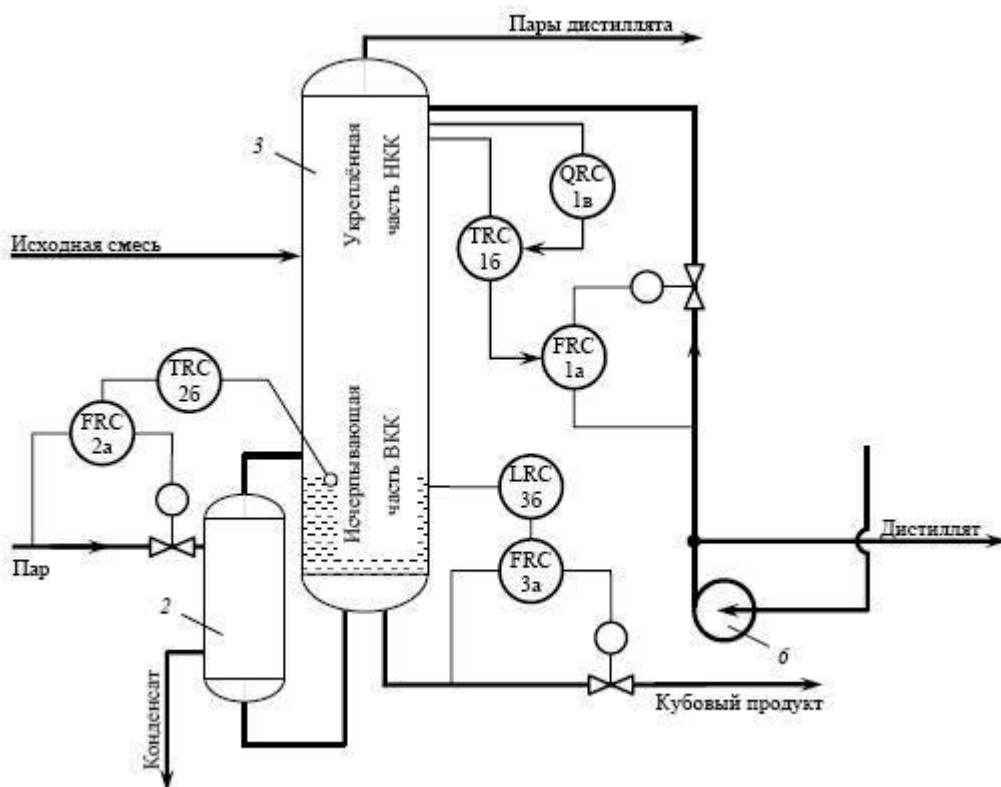 Пары дистиллята
3
Укреплённая
часть НКК
QRC
1в
Исходная смесь
TRC
1б
FRC
1а
TRC
2б
FRC
2а
Исчерпывающая
часть ВКК
LRC
3б
Дистиллят
Пар
FRC
3а
2
6
Кубовый продукт
Конденсат